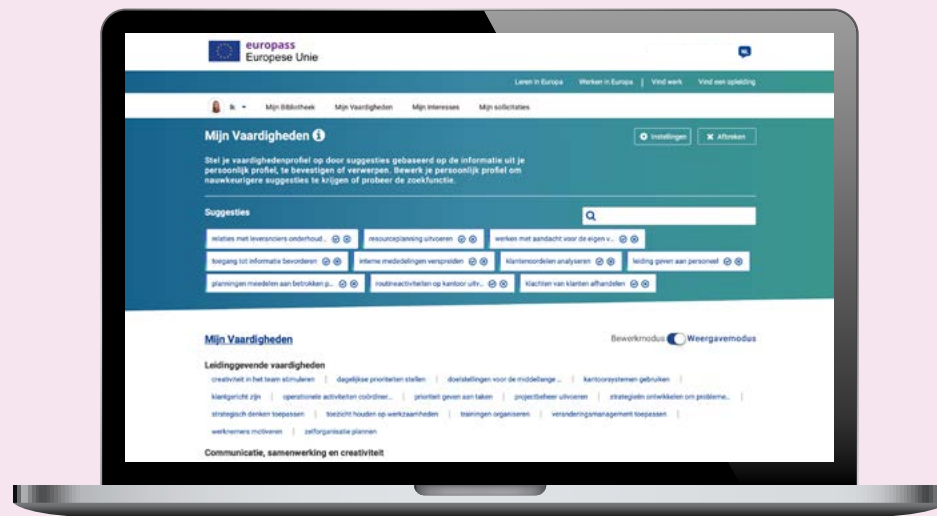 europass
Europese Unie
NL
Leren in Europa Werken in Europa | Vind werk Vind een opleiding
Ik Mijn Bibliotheek Mijn Vaardigheden Mijn Interesses Mijn sollicitaties
Mijn Vaardigheden
Instellingen Aftreken
Stel je vaardighedenprofiel op door suggesties gebaseerd op de informatie uit je
persoonlijk profiel, te bevestigen of verwerpen. Bewerk je persoonlijk profiel om
nauwkeurigere suggesties te krijgen of probeer de zoekfunctie.
Suggesties
relaties met leveranciers onderhoud.. resourceplanning uitvoeren werken met aandacht voor de eigen v..
toegang tot informatie bevorderen interne mededelingen verspreiden klantenoordelen analyseren leiding geven aan personeel
planningen meedelen aan betrokken p.. routineactiviteiten op kantoor uitv.. klachten van klanten afhandelen
Mijn Vaardigheden
Bewerkmodus Weergavemodus
Leidinggevende vaardigheden
creativiteit in het team stimuleren | dagelijkse prioriteiten stellen | doelstellingen voor de middellange ... | kantoorsystemen gebruiken |
klantgericht zijn | operationele activiteiten coördiner... | prioriteit geven aan taken | projectbeheer uitvoeren | strategieën ontwikkelen om probleme.. |
strategisch denken toepassen | toezicht houden op werkzaamheden | trainingen organiseren | veranderingsmanagement toepassen |
werknemers motiveren | zelforganisatie plannen
Communicatie, samenwerking en creativiteit